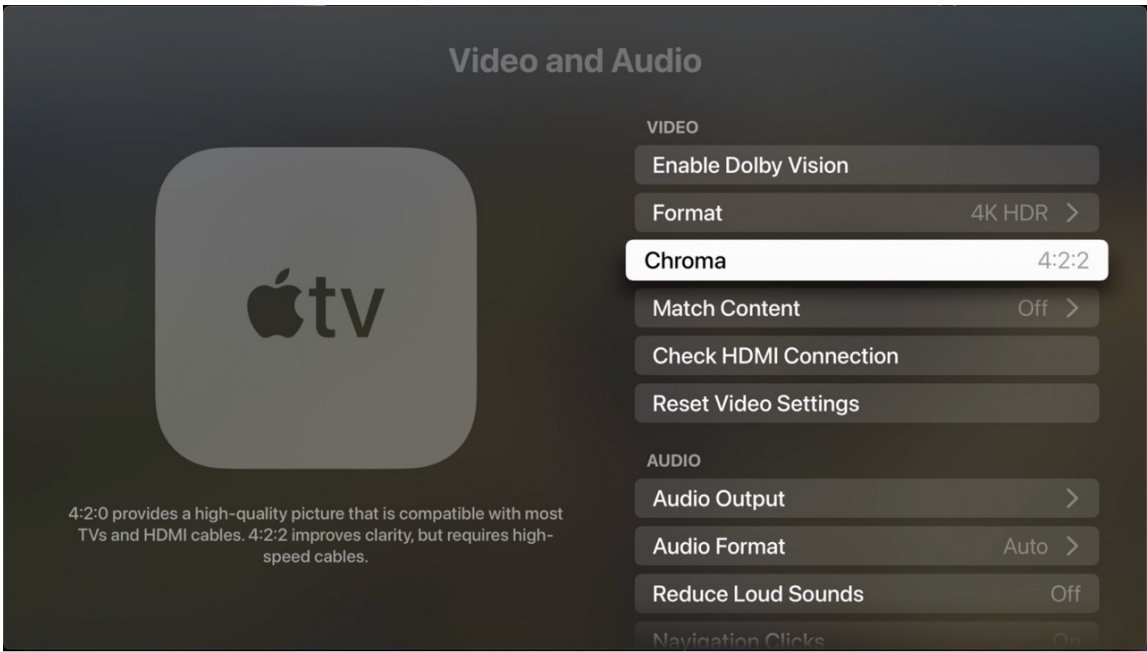 Video and Audio
VIDEO
Enable Dolby Vision
Format 4K HDR
Chroma 4:2:2
Match Content Off
Check HDMI Connection
Reset Video Settings
AUDIO
Audio Output
Audio Format Auto
Reduce Loud Sounds Off
Navigation Clicks On
tv
4:2:0 provides a high-quality picture that is compatible with most
TVs and HDMI cables. 4:2:2 improves clarity, but requires high-
speed cables.